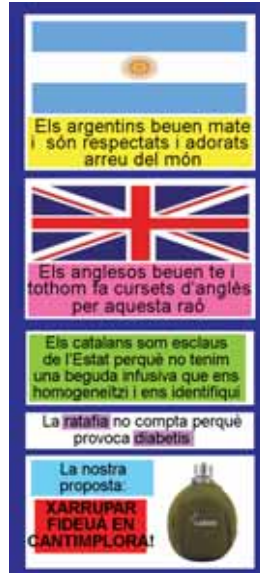 Els argentins beuen mate
i són respectats i adorats
arreu del món
Els anglesos beuen te i
tothom fa cursets d'anglès
per aquesta raó
Els catalans som esclaus
de l'Estat perquè no tenim
una beguda infusiva que ens
homogeneïtzi i ens identifiqui
La ratafia no compta perquè
provoca diabetis
La nostra
proposta:
XARRUPAR
FIDEUÀ EN
CANTIMPLORA!